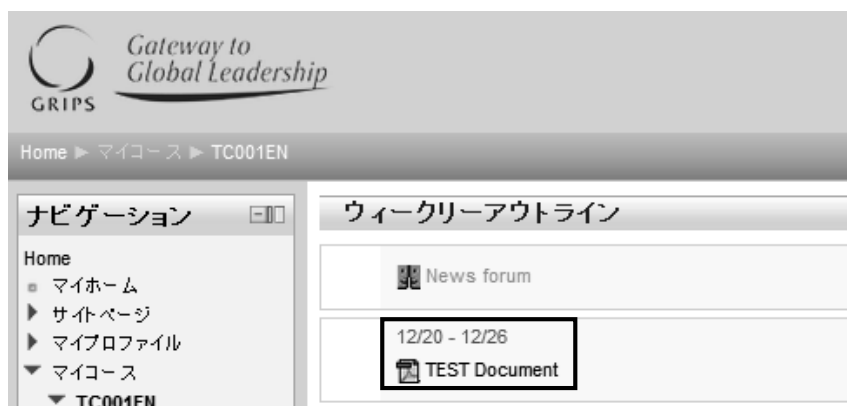 Gateway to
Global Leadership
GRIPS
Home ▶ マイコース ▶ TC001EN
ナビゲーション
Home
マイホーム
サイトページ
マイプロファイル
マイコース
TC001EN
ウィークリーアウトライン
News forum
12/20 - 12/26
TEST Document